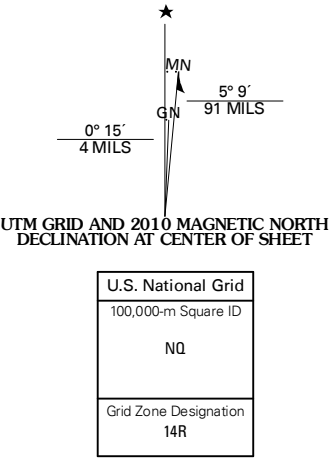 ★
MN
GN
5° 9´
91 MILS
0° 15´
4 MILS
UTM GRID AND 2010 MAGNETIC NORTH
DECLINATION AT CENTER OF SHEET
U.S. National Grid
100,000-m Square ID
NQ
Grid Zone Designation
14R